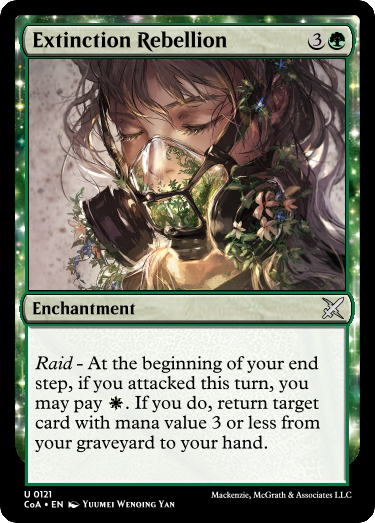 Extinction Rebellion 3
Enchantment
Raid - At the beginning of your end
step, if you attacked this turn, you
may pay . If you do, return target
card with mana value 3 or less from
your graveyard to your hand.
U 0121
Mackenzie, McGrath & Associates LLC
CoA • EN Yuumei Wenqing Yan